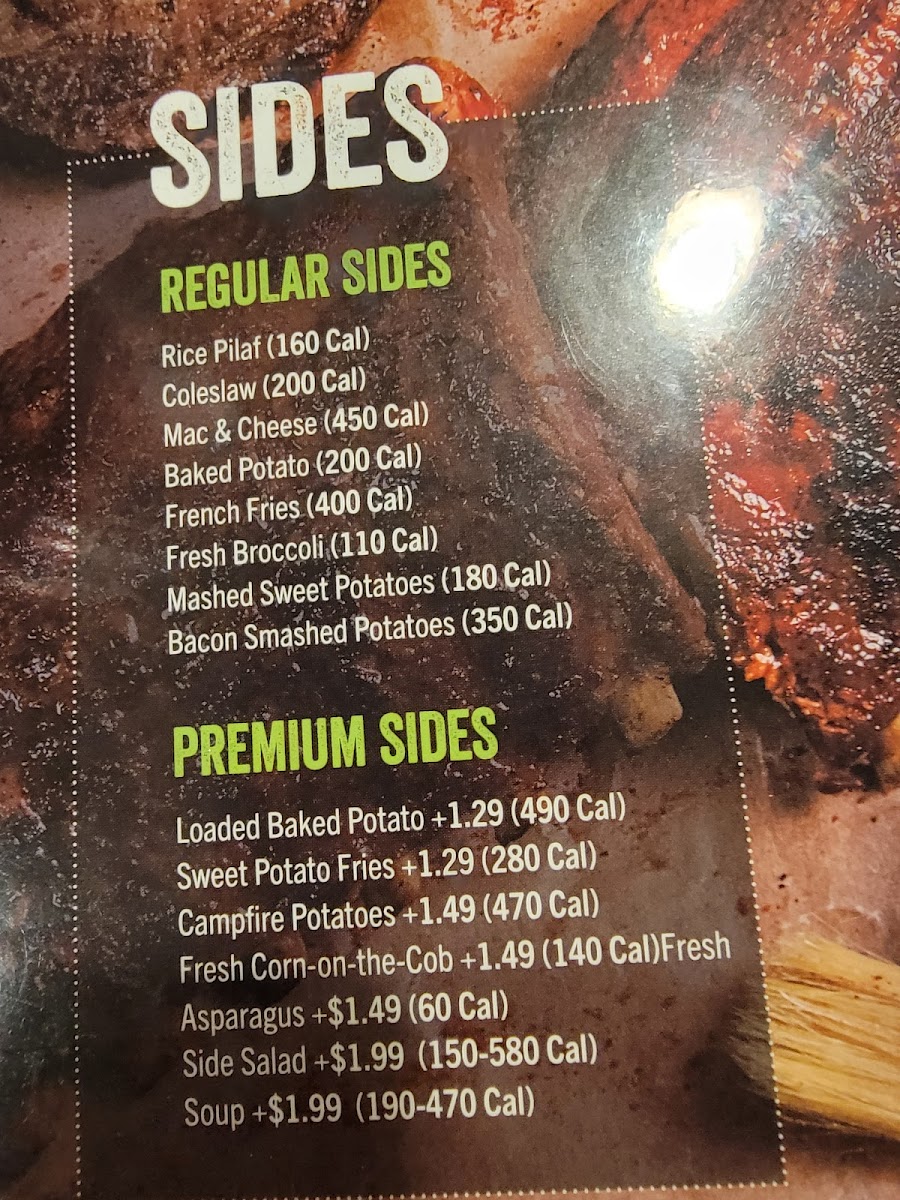 SIDES
REGULAR SIDES
Rice Pilaf (160 Cal)
Coleslaw (200 Cal)
Mac & Cheese (450 Cal)
Baked Potato (200 Cal)
French Fries (400 Cal)
Fresh Broccoli (110 Cal)
Mashed Sweet Potatoes (180 Cal)
Bacon Smashed Potatoes (350 Cal)
PREMIUM SIDES
Loaded Baked Potato +1.29 (490 Cal)
Sweet Potato Fries +1.29 (280 Cal)
Campfire Potatoes +1.49 (470 Cal)
Fresh Corn-on-the-Cob +1.49 (140 Cal)Fresh
Asparagus +$1.49 (60 Cal)
Side Salad +$1.99 (150-580 Cal)
Soup +$1.99 (190-470 Cal)